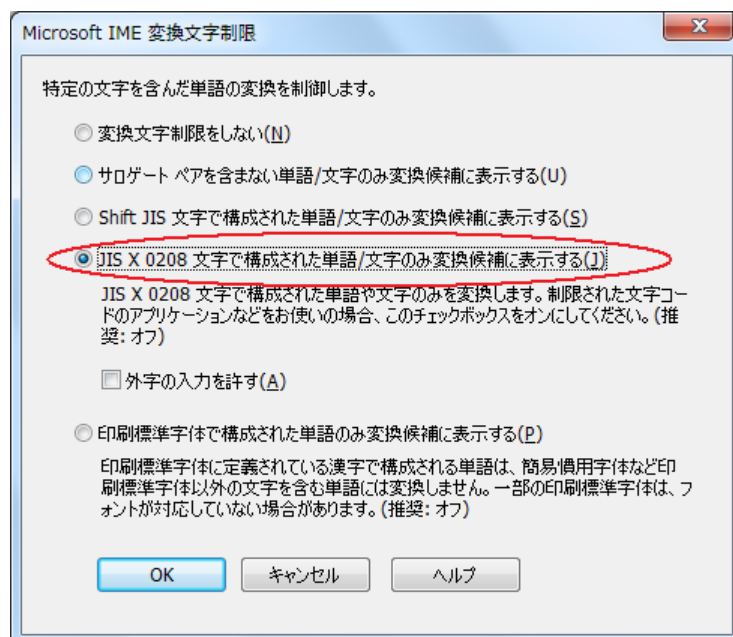 Microsoft IME 変換文字制限
特定の文字を含んだ単語の変換を制御します。
変換文字制限をしない(N)
サロゲート ペアを含まない単語/文字のみ変換候補に表示する(U)
Shift JIS 文字で構成された単語/文字のみ変換候補に表示する(S)
JIS X 0208 文字で構成された単語/文字のみ変換候補に表示する(J)
JIS X 0208 文字で構成された単語や文字のみを変換します。制限された文字コー
ドのアプリケーションなどをお使いの場合、このチェックボックスをオンにしてください。(推
奨: オフ)
外字の入力を許す(A)
印刷標準字体で構成された単語のみ変換候補に表示する(P)
印刷標準字体に定義されている漢字で構成される単語は、簡易慣用字体など印
刷標準字体以外の文字を含む単語には変換しません。一部の印刷標準字体は、フ
ォントが対応していない場合があります。(推奨: オフ)
OK キャンセル ヘルプ